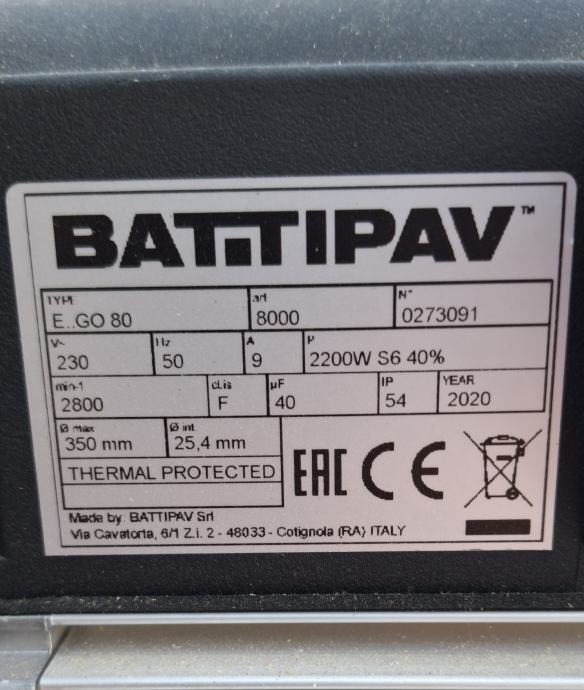 BATTIPAV™
TYPE art N°
E..GO 80 8000 0273091
V~ Hz A P
230 50 9 2200W S6 40%
min-1 cl.is µF IP YEAR
2800 F 40 54 2020
Ø max Ø int
350 mm 25,4 mm
THERMAL PROTECTED
EAC CE
Made by: BATTIPAV Srl
Via Cavatorta, 6/1 Z.i. 2 - 48033 - Cotignola (RA) ITALY